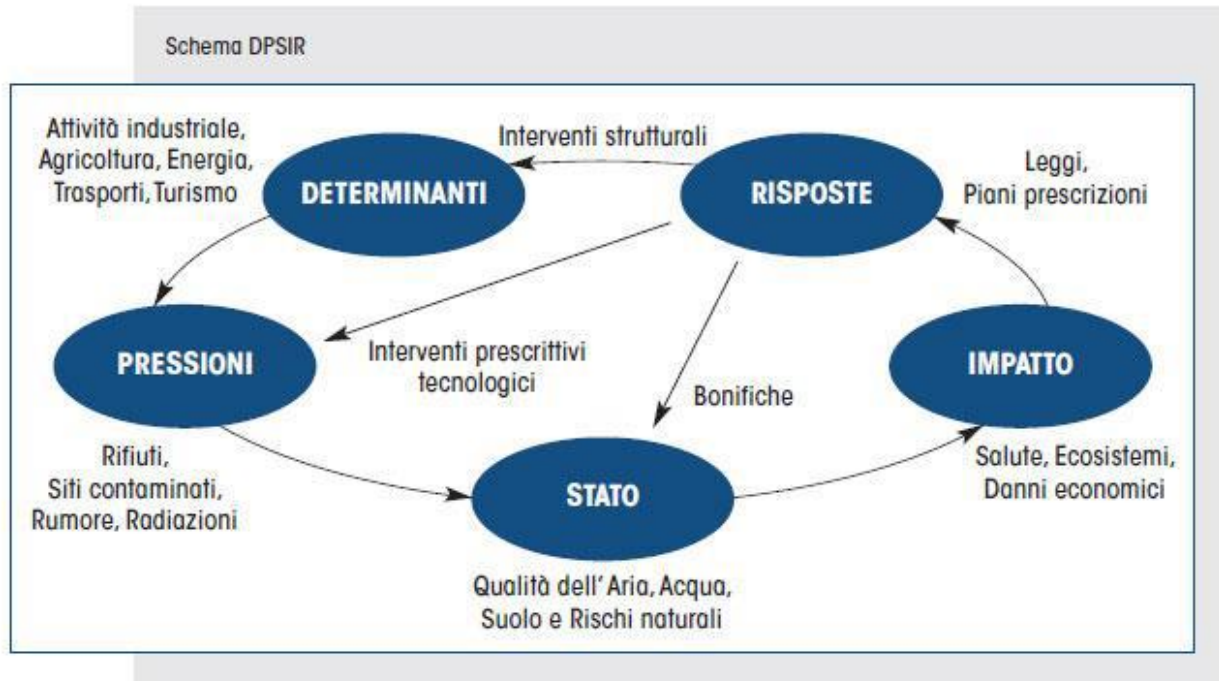 Schema DPSIR
Attività industriale,
Agricoltura, Energia,
Trasporti, Turismo
Interventi strutturali
Leggi,
Piani prescrizioni
DETERMINANTI
RISPOSTE
PRESSIONI
Interventi prescrittivi
tecnologici
Bonifiche
IMPATTO
Rifiuti,
Siti contaminati,
Rumore, Radiazioni
STATO
Salute, Ecosistemi,
Danni economici
Qualità dell'Aria, Acqua,
Suolo e Rischi naturali